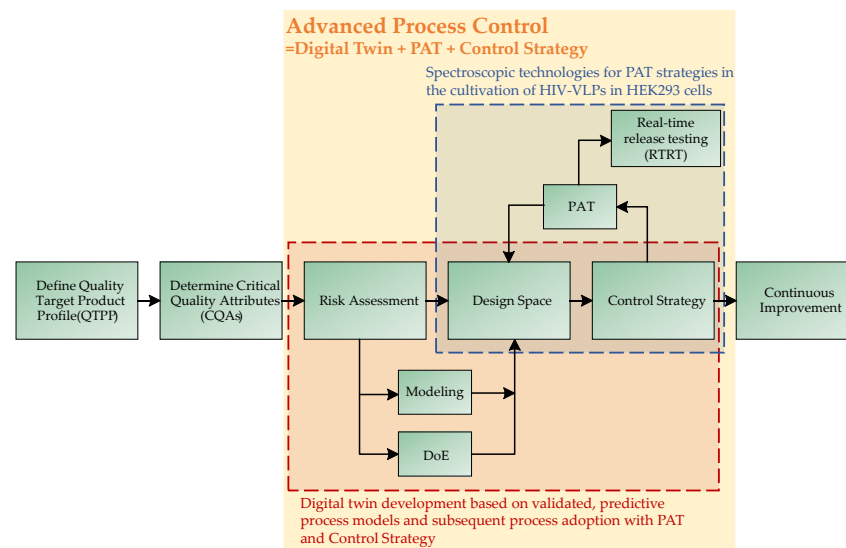 Advanced Process Control
=Digital Twin + PAT + Control Strategy
Spectroscopic technologies for PAT strategies in
the cultivation of HIV-VLPs in HEK293 cells
Real-time
release testing
(RTRT)
PAT
Define Quality
Target Product
Profile(QTPP)
Determine Critical
Quality Attributes
(CQAs)
Risk Assessment
Design Space
Control Strategy
Continuous
Improvement
Modeling
DoE
Digital twin development based on validated, predictive
process models and subsequent process adoption with PAT
and Control Strategy